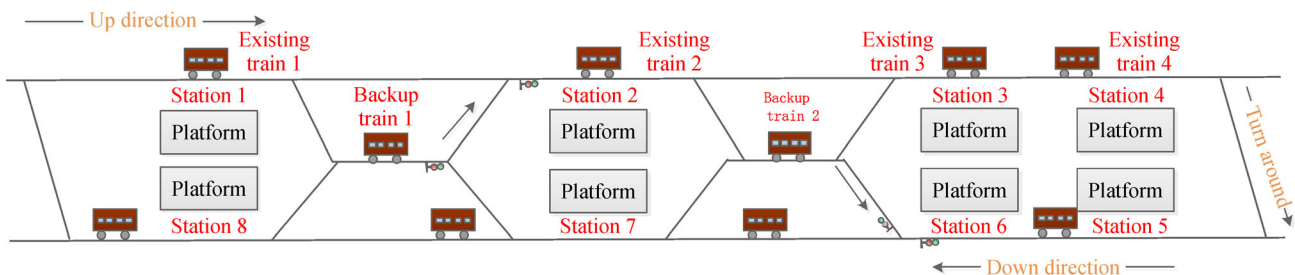 Up direction
Existing
train 1
Existing
train 2
Existing
train 3
Existing
train 4
Station 1
Backup
train 1
Station 2
Backup
train 2
Station 3
Station 4
Platform
Platform
Platform
Platform
Turn around
Platform
Platform
Platform
Platform
Station 8
Station 7
Station 6
Station 5
Down direction